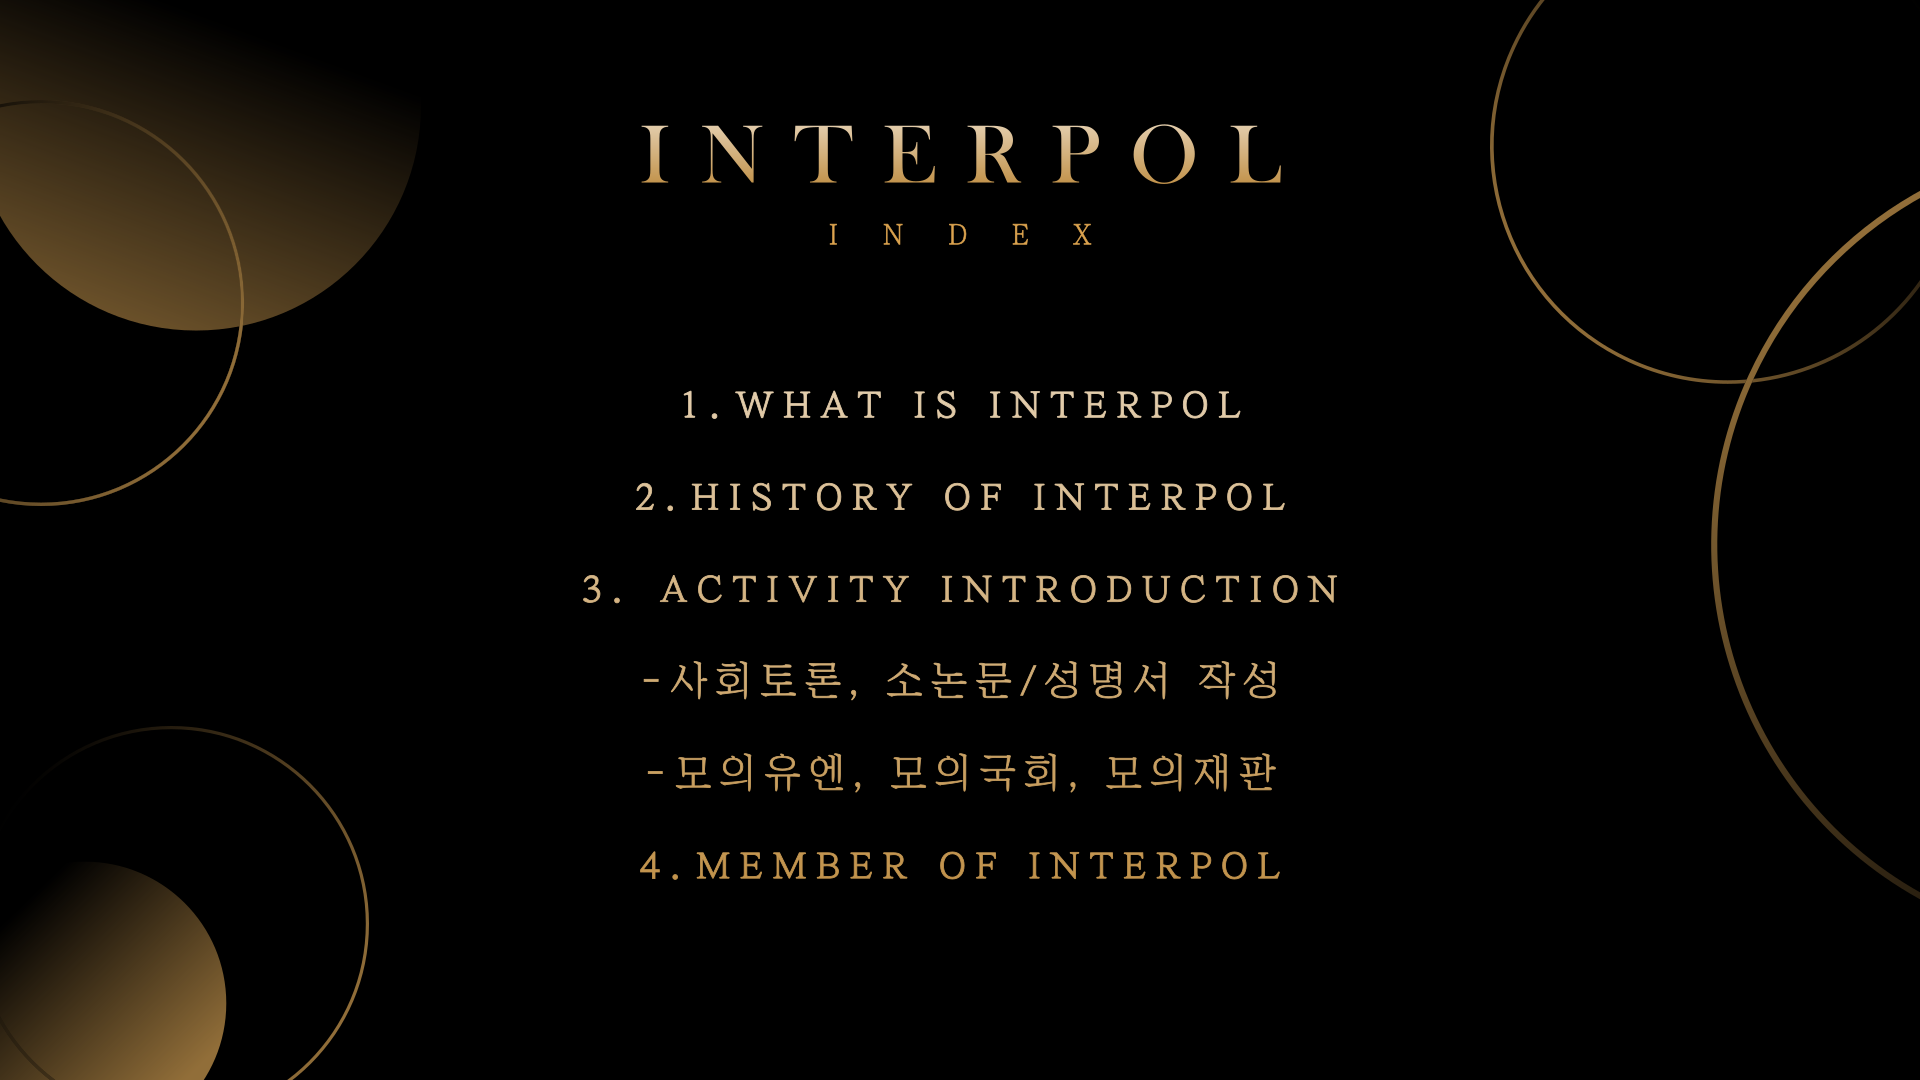 INTERPOL
INDEX
1. WHAT IS INTERPOL
2. HISTORY OF INTERPOL
3. ACTIVITY INTRODUCTION
-사회토론, 소논문/성명서 작성
-모의유엔, 모의국회, 모의재판
4. MEMBER OF INTERPOL